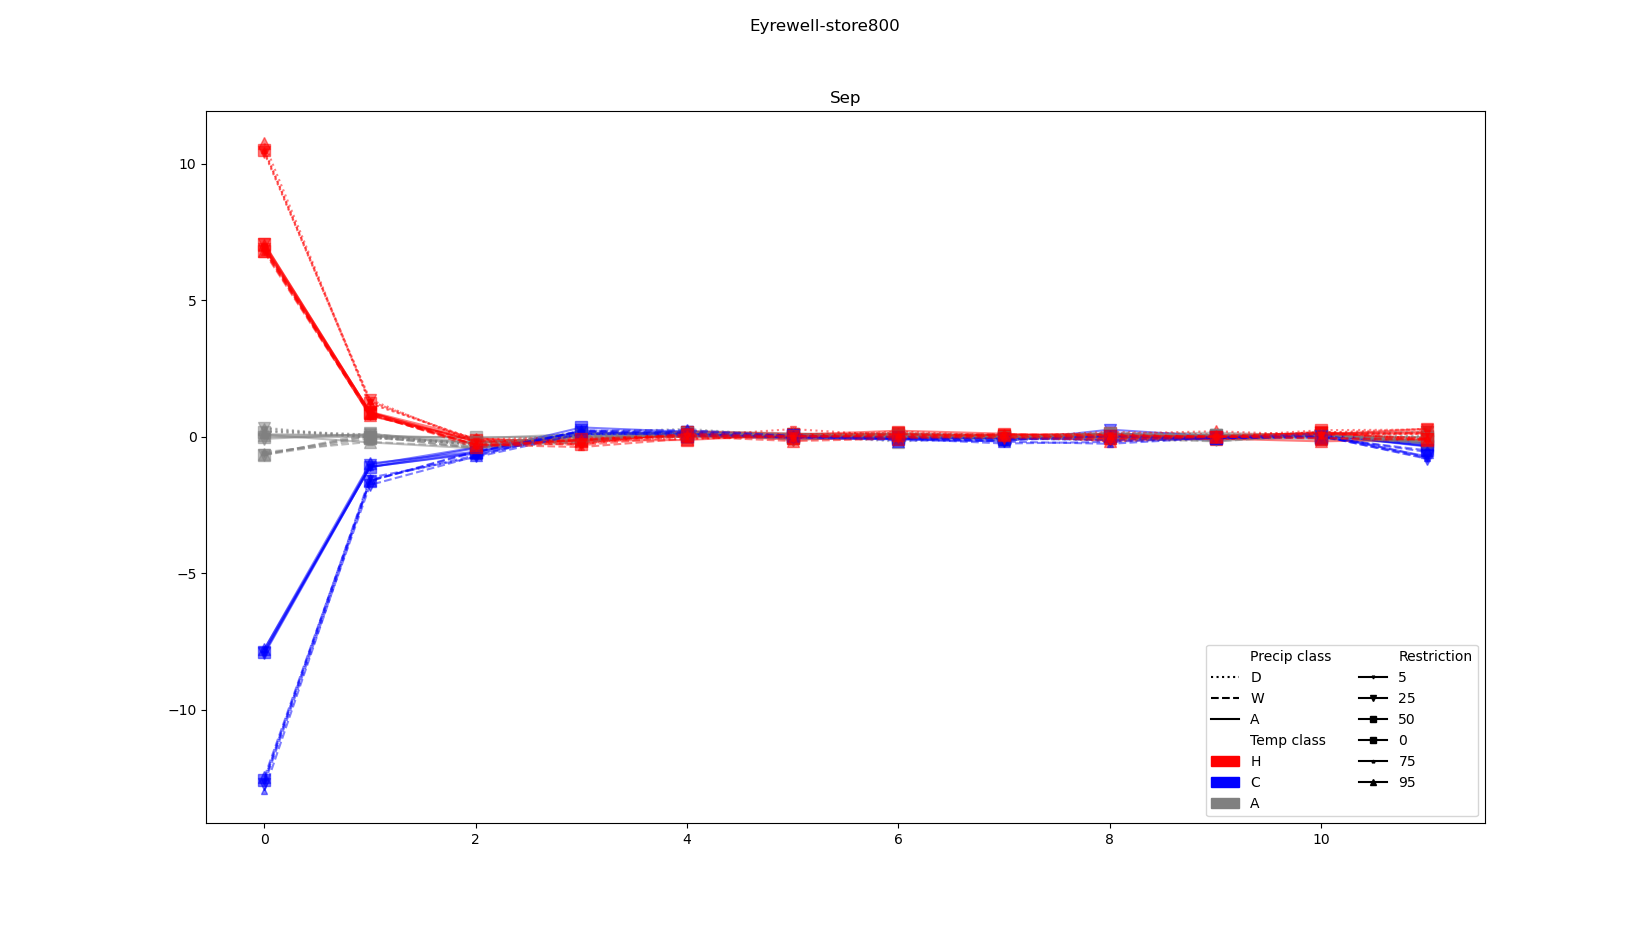 Eyrewell-store800
Sep
10
5
0
−5
−10
0 2 4 6 8 10
Precip class
D
W
A
Temp class
H
C
A
Restriction
5
25
50
0
75
95